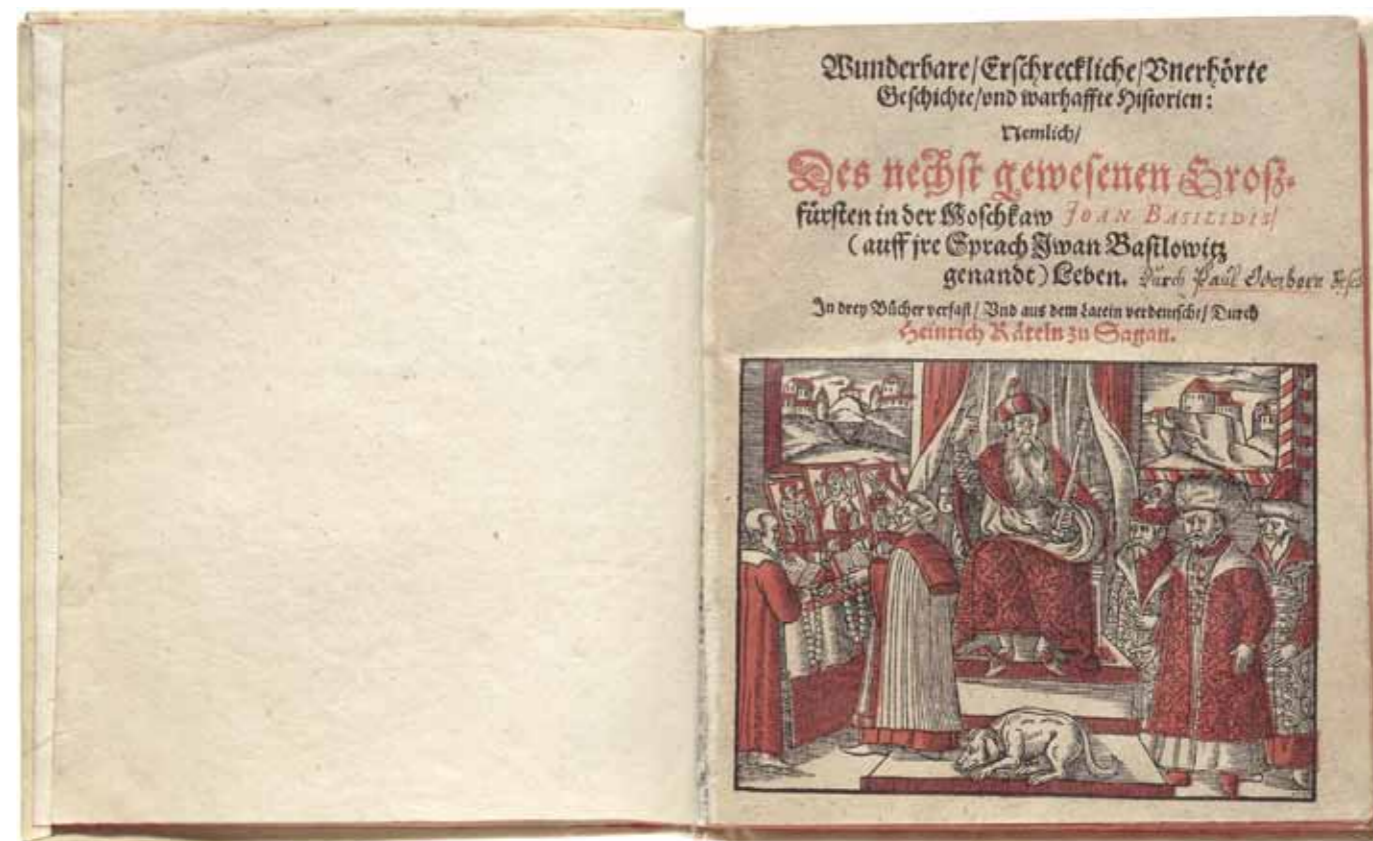 Wunderbare/Erschreckliche/Vnerhörte
Geschichte/vnd warhaffte Historien:
Nemlich/
Des nechst gewesenen Groß-
fürsten in der Moschkaw JOAN BASILIDIS/
(auff jre Sprach Iwan Basilowitz
genandt) Leben. Durch Paul Oderborn
In drey Bücher verfast/Vnd aus dem Latein verdeutscht/Durch
Heinrich Räteln zu Sagan.